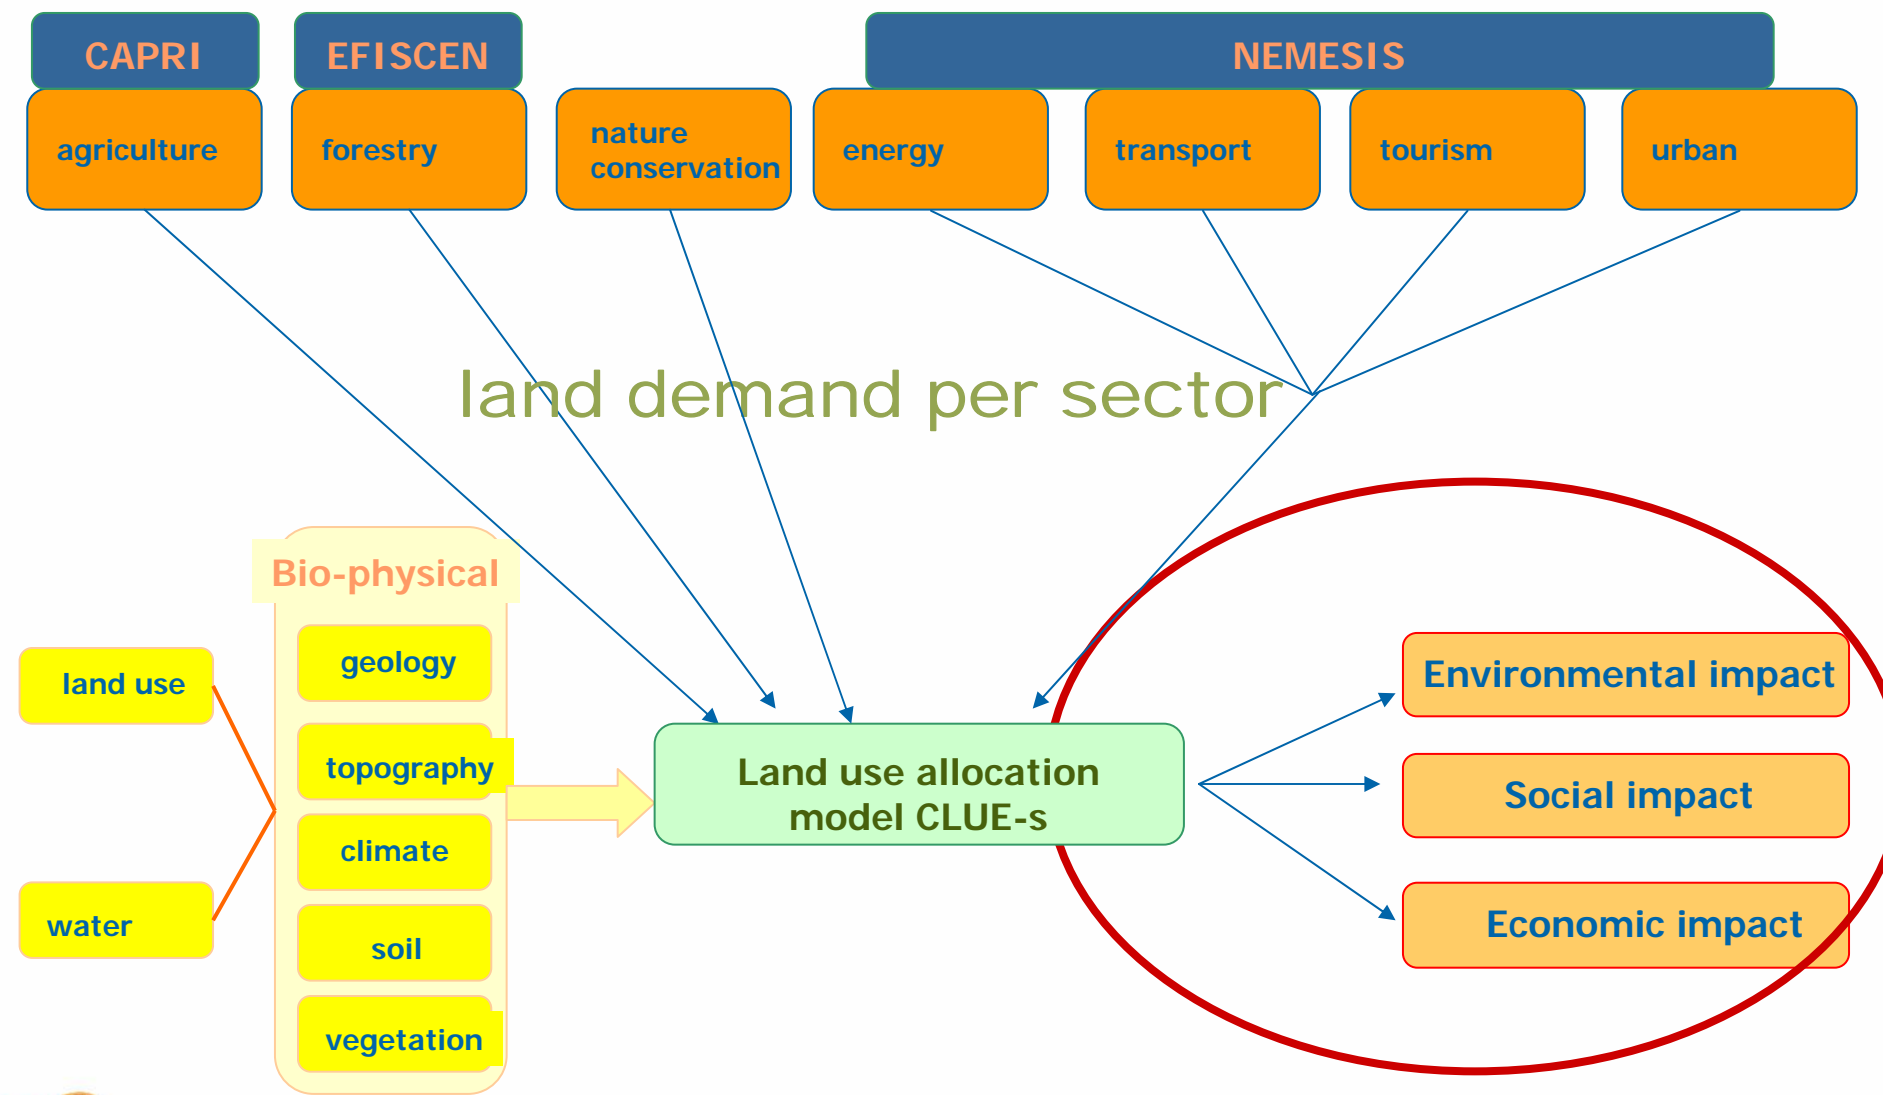 CAPRI
EFISCEN
NEMESIS
agriculture
forestry
nature
conservation
energy
transport
tourism
urban
land demand per sector
Bio-physical
geology
topography
climate
soil
vegetation
land use
water
Land use allocation
model CLUE-s
Environmental impact
Social impact
Economic impact